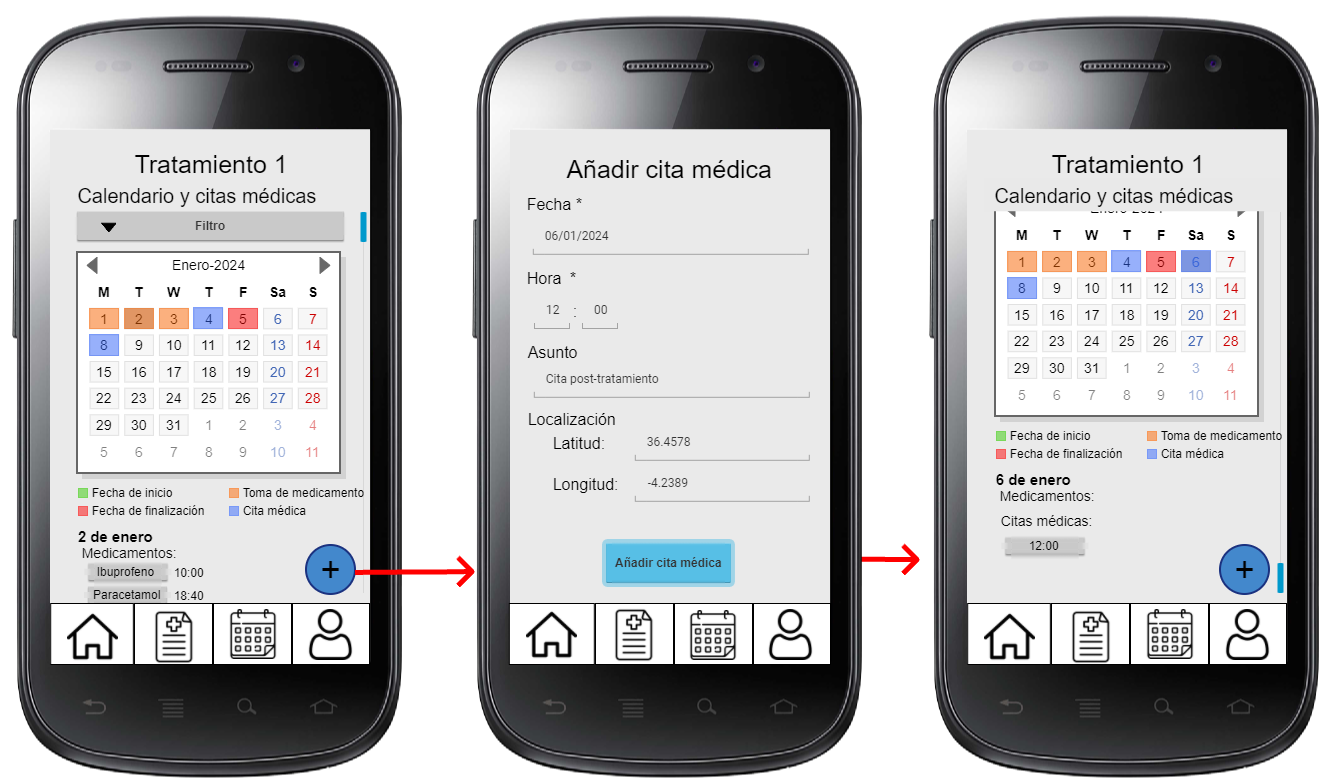 Tratamiento 1
Calendario y citas médicas
Filtro
Enero-2024
M T W T F Sa S
1 2 3 4 5 6 7
8 9 10 11 12 13 14
15 16 17 18 19 20 21
22 23 24 25 26 27 28
29 30 31 1 2 3 4
5 6 7 8 9 10 11
Fecha de inicio Toma de medicamento
Fecha de finalización Cita médica
2 de enero
Medicamentos:
Ibuprofeno 10:00
Paracetamol 18:40
+
Añadir cita médica
Fecha *
06/01/2024
Hora *
12 : 00
Asunto
Cita post-tratamiento
Localización
Latitud: 36.4578
Longitud: -4.2389
Añadir cita médica
Tratamiento 1
Calendario y citas médicas
Enero-2024
M T W T F Sa S
1 2 3 4 5 6 7
8 9 10 11 12 13 14
15 16 17 18 19 20 21
22 23 24 25 26 27 28
29 30 31 1 2 3 4
5 6 7 8 9 10 11
Fecha de inicio Toma de medicamento
Fecha de finalización Cita médica
6 de enero
Medicamentos:
Citas médicas:
12:00
+